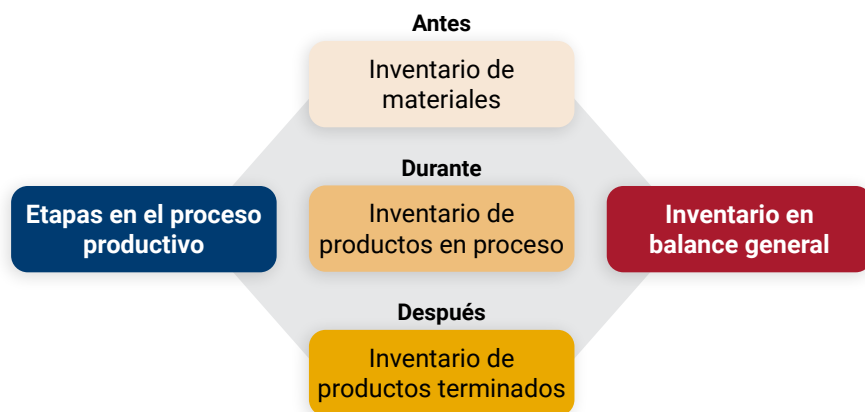 Antes
Inventario de
materiales
Durante
Etapas en el proceso
productivo
Inventario de
productos en proceso
Inventario en
balance general
Después
Inventario de
productos terminados